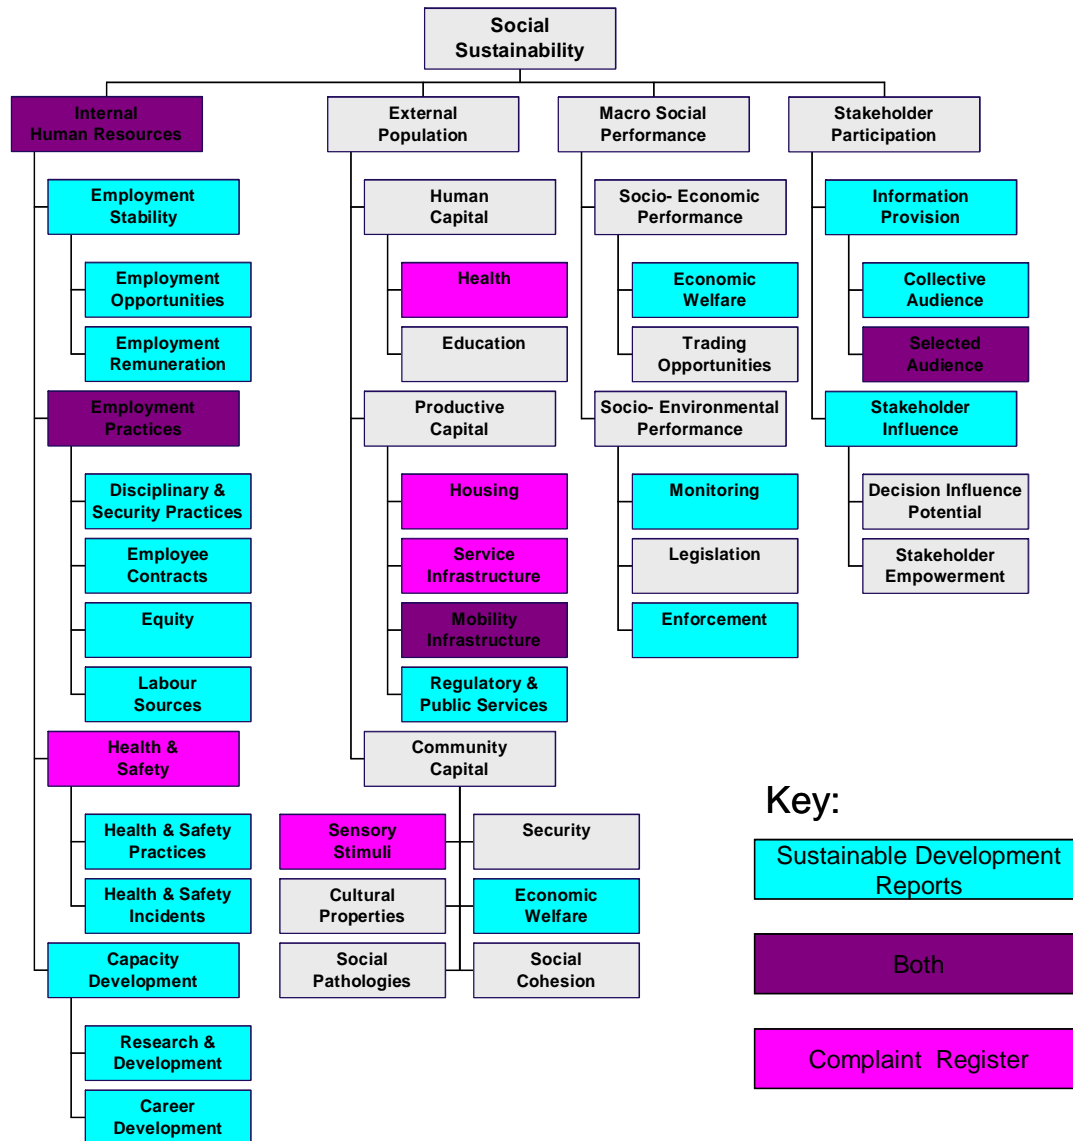 Social
Sustainability
Internal
Human Resources
Employment
Stability
Employment
Opportunities
Employment
Remuneration
Employment
Practices
Disciplinary &
Security Practices
Employee
Contracts
Equity
Labour
Sources
Health &
Safety
Health & Safety
Practices
Health & Safety
Incidents
Capacity
Development
Research &
Development
Career
Development
External
Population
Human
Capital
Health
Education
Productive
Capital
Housing
Service
Infrastructure
Mobility
Infrastructure
Regulatory &
Public Services
Community
Capital
Sensory
Stimuli
Security
Cultural
Properties
Economic
Welfare
Social
Pathologies
Social
Cohesion
Macro Social
Performance
Socio- Economic
Performance
Economic
Welfare
Trading
Opportunities
Socio- Environmental
Performance
Monitoring
Legislation
Enforcement
Stakeholder
Participation
Information
Provision
Collective
Audience
Selected
Audience
Stakeholder
Influence
Decision Influence
Potential
Stakeholder
Empowerment
Key:
Sustainable Development
Reports
Both
Complaint Register